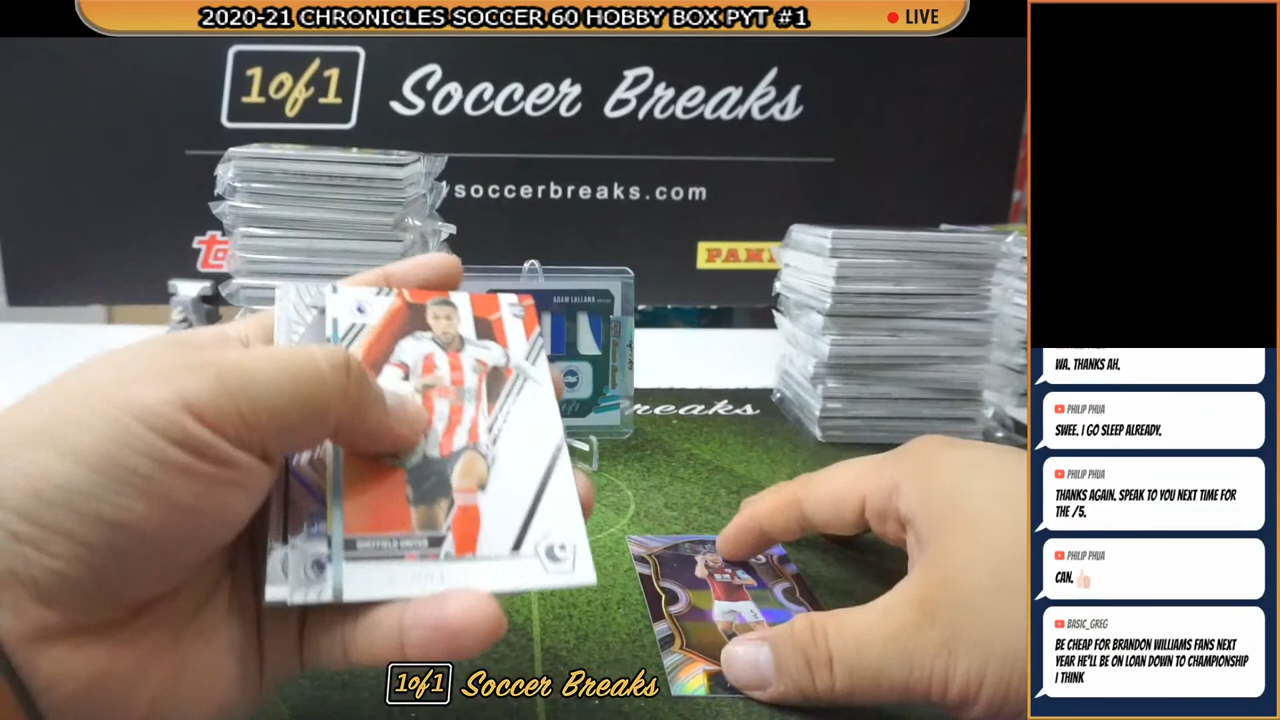 2020-21 CHRONICLES SOCCER 60 HOBBY BOX PYT #1
LIVE
1of1 Soccer Breaks
soccerbreaks.com
PANI
ADAM LALLANA
reaks
SHEFFIELD UNITED
1of1 Soccer Breaks
WA. THANKS AH.
PHILIP PHUA
SWEE. I GO SLEEP ALREADY.
PHILIP PHUA
THANKS AGAIN. SPEAK TO YOU NEXT TIME FOR
THE /5.
PHILIP PHUA
CAN. 👍🏻
BASIC_GREG
BE CHEAP FOR BRANDON WILLIAMS FANS NEXT
YEAR HE'LL BE ON LOAN DOWN TO CHAMPIONSHIP
I THINK